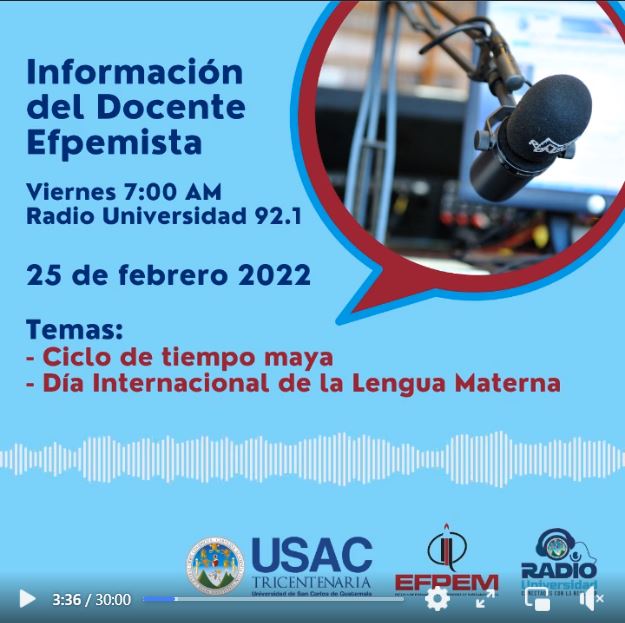 Información
del Docente
Efpemista
Viernes 7:00 AM
Radio Universidad 92.1
25 de febrero 2022
Temas:
- Ciclo de tiempo maya
- Día Internacional de la Lengua Materna
USAC
TRICENTENARIA
Universidad de San Carlos de Guatemala
EFPEM
RADIO
Universidad
3:36 / 30:00